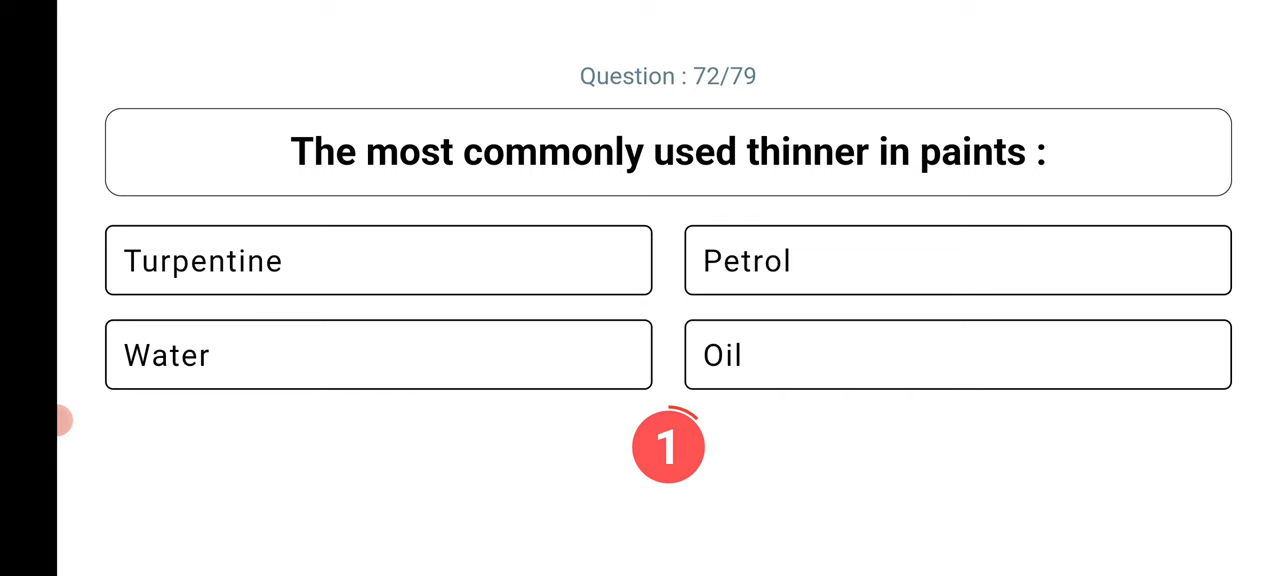 Question : 72/79
The most commonly used thinner in paints :
Turpentine
Petrol
Water
Oil
1